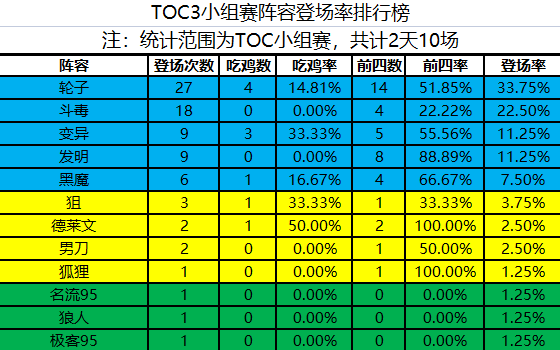 TOC3小组赛阵容登场率排行榜
注：统计范围为TOC小组赛，共计2天10场
阵容 登场次数 吃鸡数 吃鸡率 前四数 前四率 登场率
轮子 27 4 14.81% 14 51.85% 33.75%
斗毒 18 0 0.00% 4 22.22% 22.50%
变异 9 3 33.33% 5 55.56% 11.25%
发明 9 0 0.00% 8 88.89% 11.25%
黑魔 6 1 16.67% 4 66.67% 7.50%
狙 3 1 33.33% 1 33.33% 3.75%
德莱文 2 1 50.00% 2 100.00% 2.50%
男刀 2 0 0.00% 1 50.00% 2.50%
狐狸 1 0 0.00% 1 100.00% 1.25%
名流95 1 0 0.00% 0 0.00% 1.25%
狼人 1 0 0.00% 0 0.00% 1.25%
极客95 1 0 0.00% 0 0.00% 1.25%